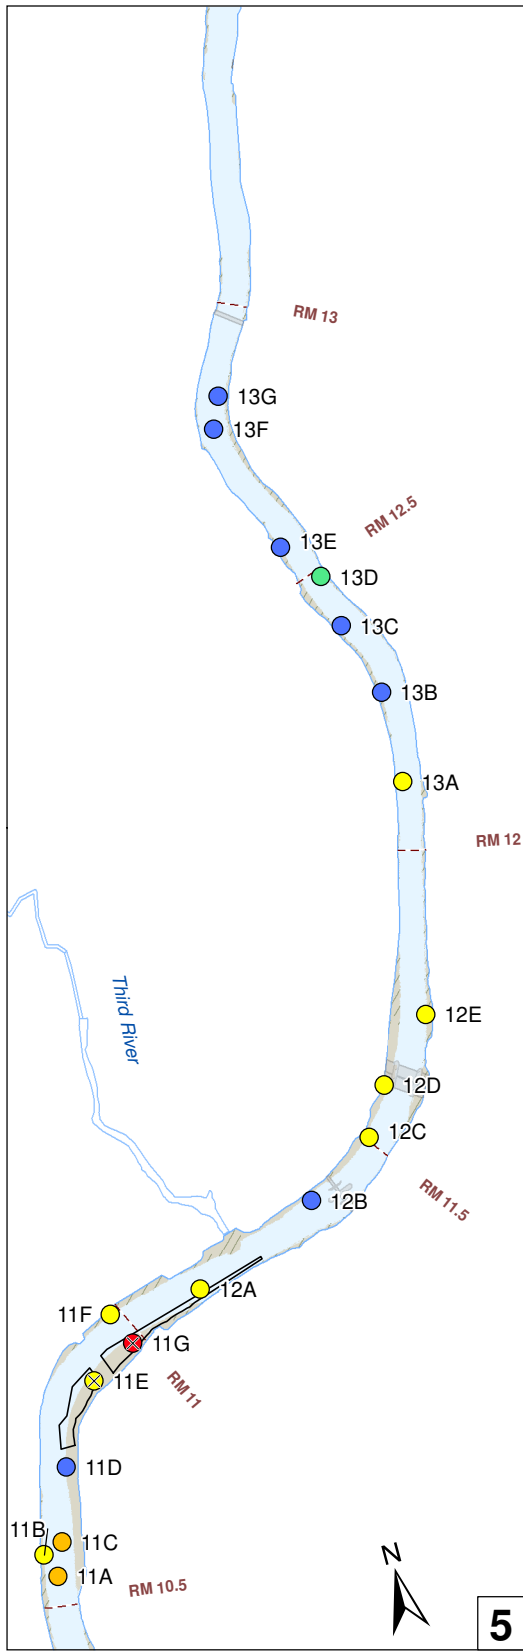 RM 13
13G
13F
RM 12.5
13E
13D
13C
13B
13A
RM 12
Third River
12E
12D
12C
RM 11.5
12B
12A
11F
11G
RM 11
11E
11D
11B
11C
11A
RM 10.5
N
5